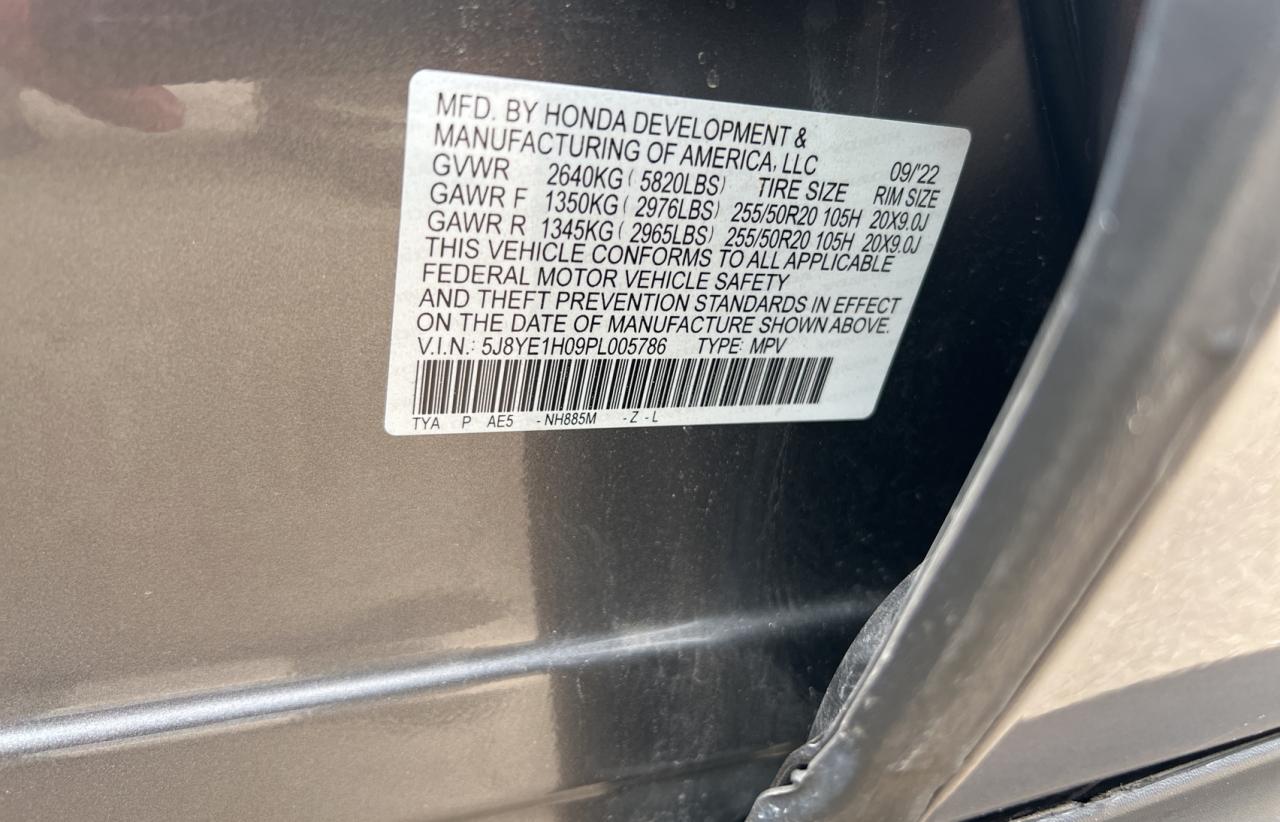 MFD. BY HONDA DEVELOPMENT &
MANUFACTURING OF AMERICA, LLC 09/'22
GVWR 2640KG ( 5820LBS) TIRE SIZE RIM SIZE
GAWR F 1350KG ( 2976LBS) 255/50R20 105H 20X9.0J
GAWR R 1345KG ( 2965LBS) 255/50R20 105H 20X9.0J
THIS VEHICLE CONFORMS TO ALL APPLICABLE
FEDERAL MOTOR VEHICLE SAFETY
AND THEFT PREVENTION STANDARDS IN EFFECT
ON THE DATE OF MANUFACTURE SHOWN ABOVE.
V.I.N.: 5J8YE1H09PL005786 TYPE: MPV
TYA P AE5 - NH885M - Z - L